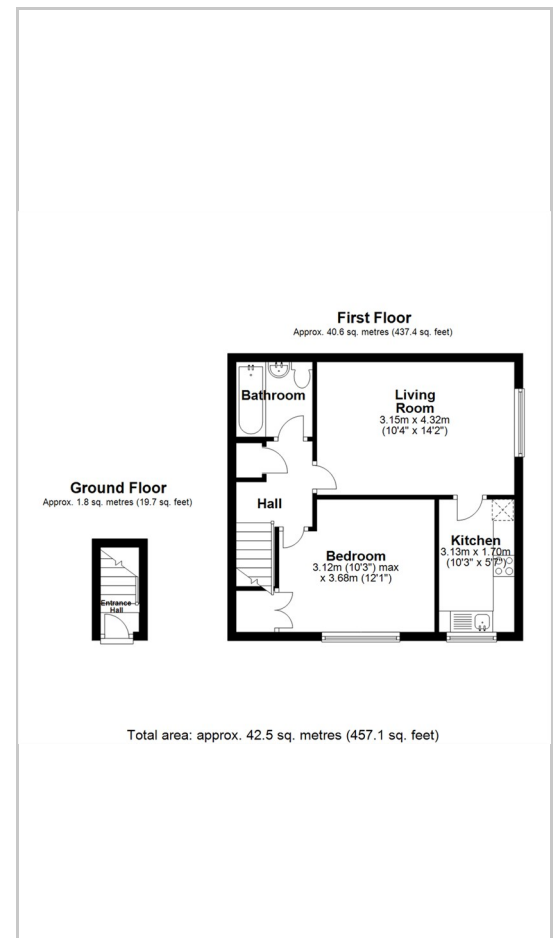 First Floor
Approx. 40.6 sq. metres (437.4 sq. feet)
Bathroom
Living
Room
3.15m x 4.32m
(10'4" x 14'2")
Hall
Ground Floor
Approx. 1.8 sq. metres (19.7 sq. feet)
Entrance
Hall
Bedroom
3.12m (10'3") max
x 3.68m (12'1")
Kitchen
3.13m x 1.70m
(10'3" x 5'7")
Total area: approx. 42.5 sq. metres (457.1 sq. feet)